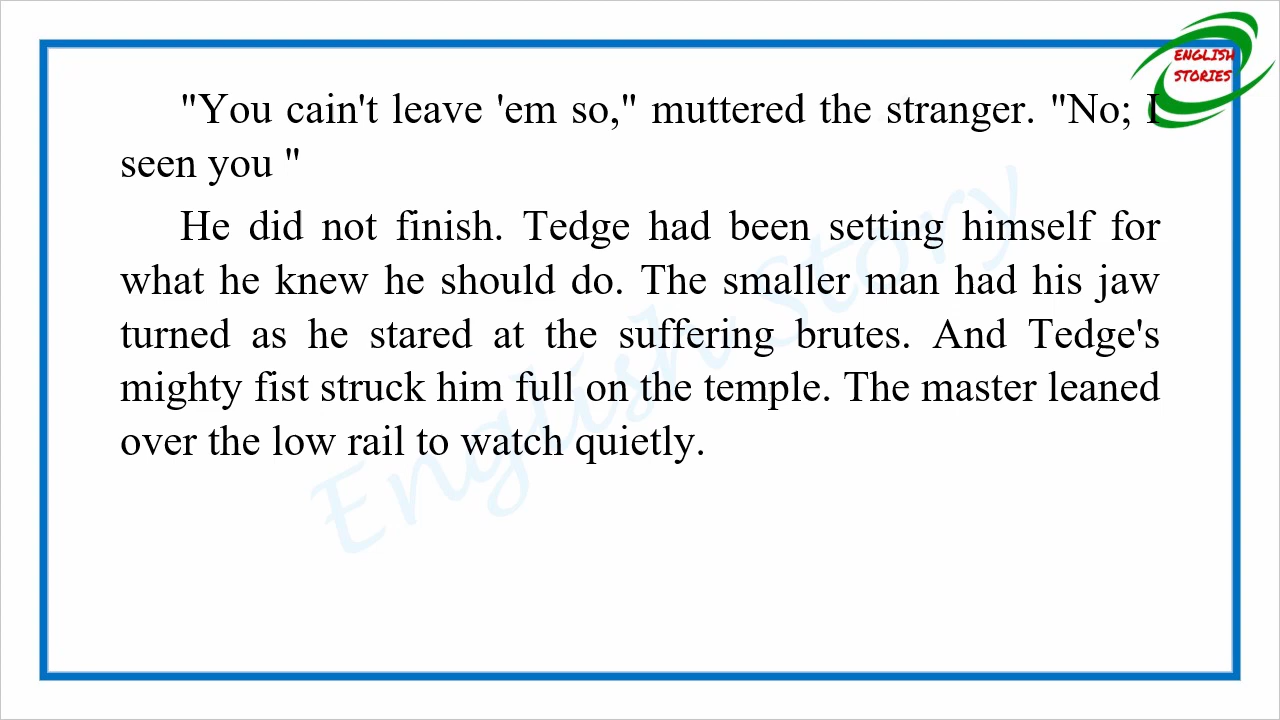 ENGLISH
STORIES
"You cain't leave 'em so," muttered the stranger. "No; I
seen you "
He did not finish. Tedge had been setting himself for
what he knew he should do. The smaller man had his jaw
turned as he stared at the suffering brutes. And Tedge's
mighty fist struck him full on the temple. The master leaned
over the low rail to watch quietly.
English Story